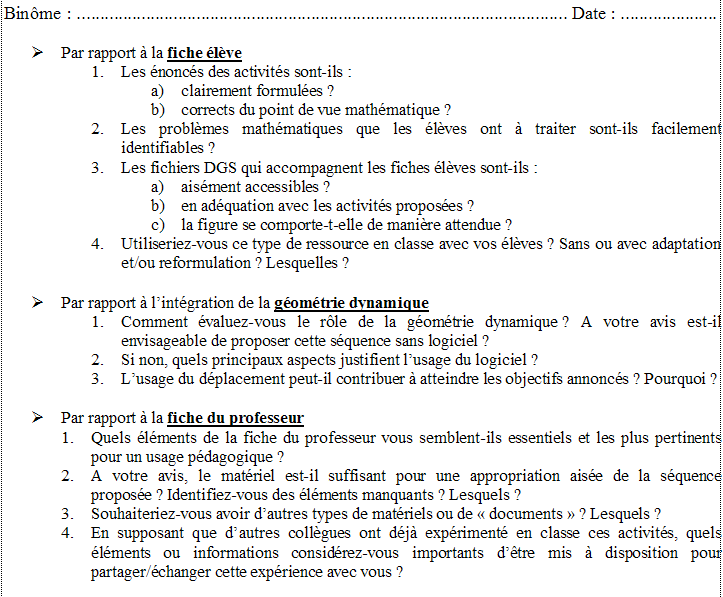 Binôme : ......................................................................................................... Date : .....................
➢ Par rapport à la fiche élève
1. Les énoncés des activités sont-ils :
a) clairement formulées ?
b) corrects du point de vue mathématique ?
2. Les problèmes mathématiques que les élèves ont à traiter sont-ils facilement
identifiables ?
3. Les fichiers DGS qui accompagnent les fiches élèves sont-ils :
a) aisément accessibles ?
b) en adéquation avec les activités proposées ?
c) la figure se comporte-t-elle de manière attendue ?
4. Utiliseriez-vous ce type de ressource en classe avec vos élèves ? Sans ou avec adaptation
et/ou reformulation ? Lesquelles ?
➢ Par rapport à l'intégration de la géométrie dynamique
1. Comment évaluez-vous le rôle de la géométrie dynamique ? A votre avis est-il
envisageable de proposer cette séquence sans logiciel ?
2. Si non, quels principaux aspects justifient l'usage du logiciel ?
3. L'usage du déplacement peut-il contribuer à atteindre les objectifs annoncés ? Pourquoi ?
➢ Par rapport à la fiche du professeur
1. Quels éléments de la fiche du professeur vous semblent-ils essentiels et les plus pertinents
pour un usage pédagogique ?
2. A votre avis, le matériel est-il suffisant pour une appropriation aisée de la séquence
proposée ? Identifiez-vous des éléments manquants ? Lesquels ?
3. Souhaiteriez-vous avoir d'autres types de matériels ou de « documents » ? Lesquels ?
4. En supposant que d'autres collègues ont déjà expérimenté en classe ces activités, quels
éléments ou informations considérez-vous importants d'être mis à disposition pour
partager/échanger cette expérience avec vous ?